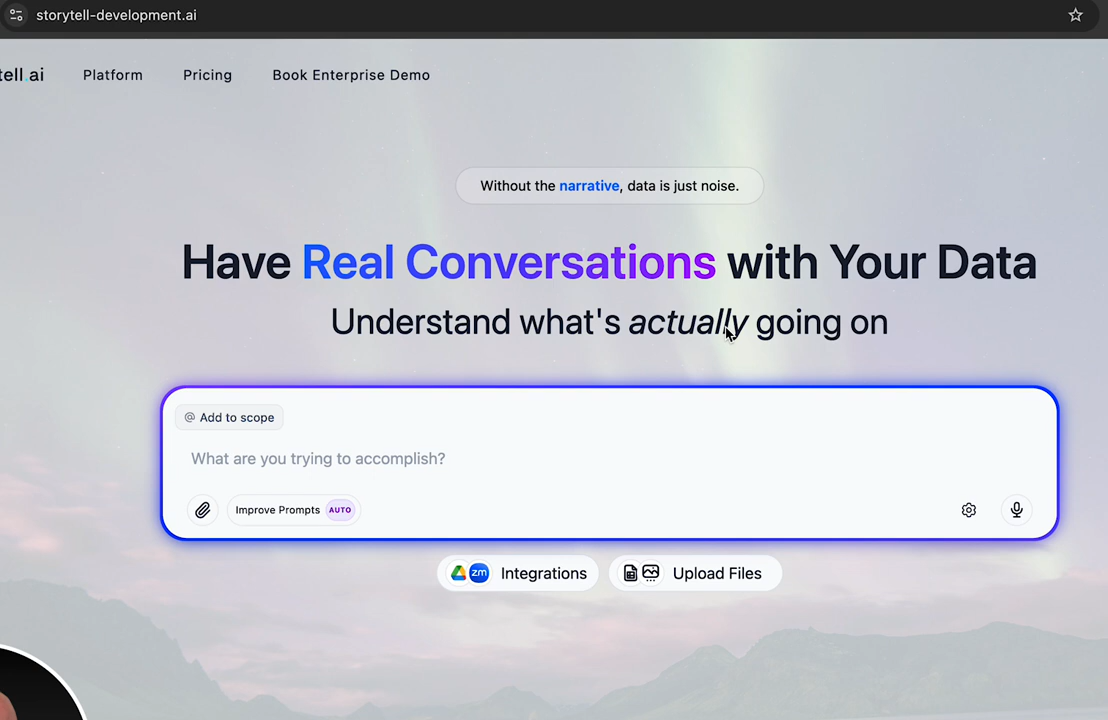 storytell-development.ai
tell.ai Platform Pricing Book Enterprise Demo
Without the narrative, data is just noise.
Have Real Conversations with Your Data
Understand what's actually going on
@ Add to scope
What are you trying to accomplish?
Improve Prompts AUTO
zm Integrations Upload Files